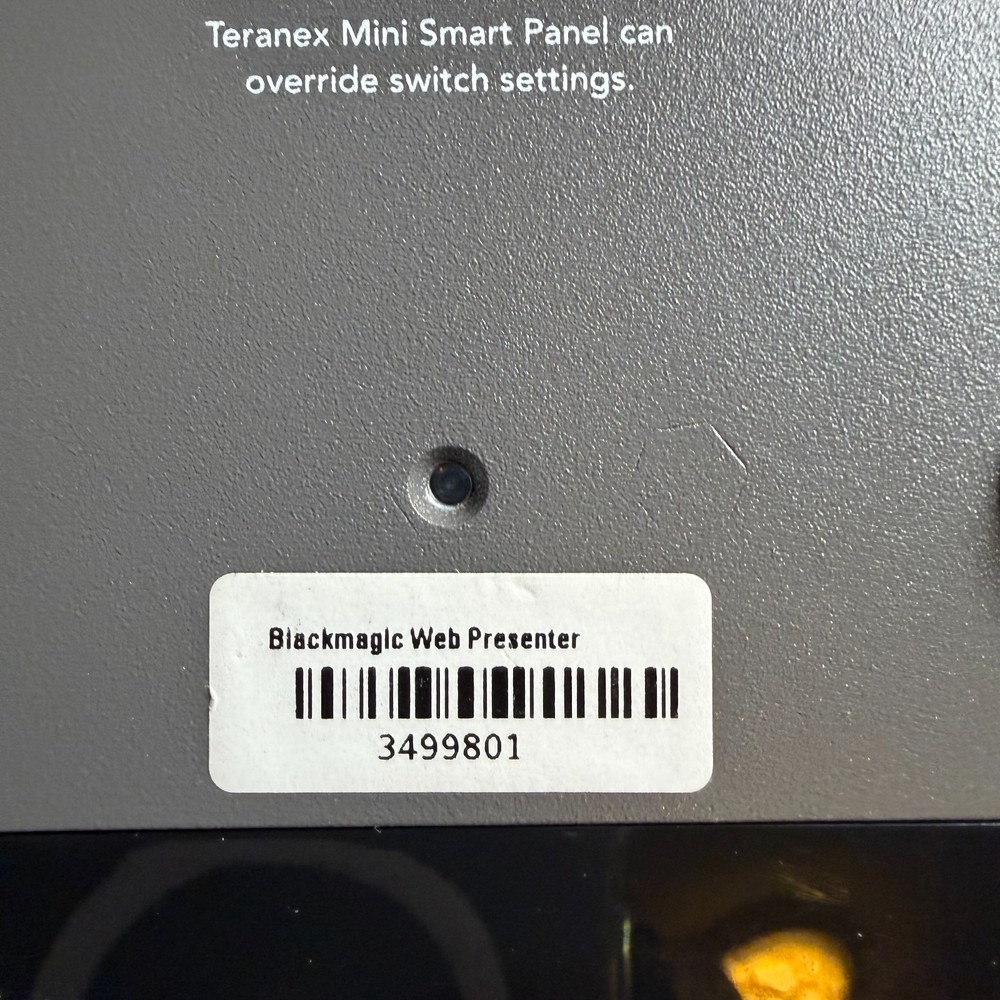 Teranex Mini Smart Panel can
override switch settings.
Blackmagic Web Presenter
3499801